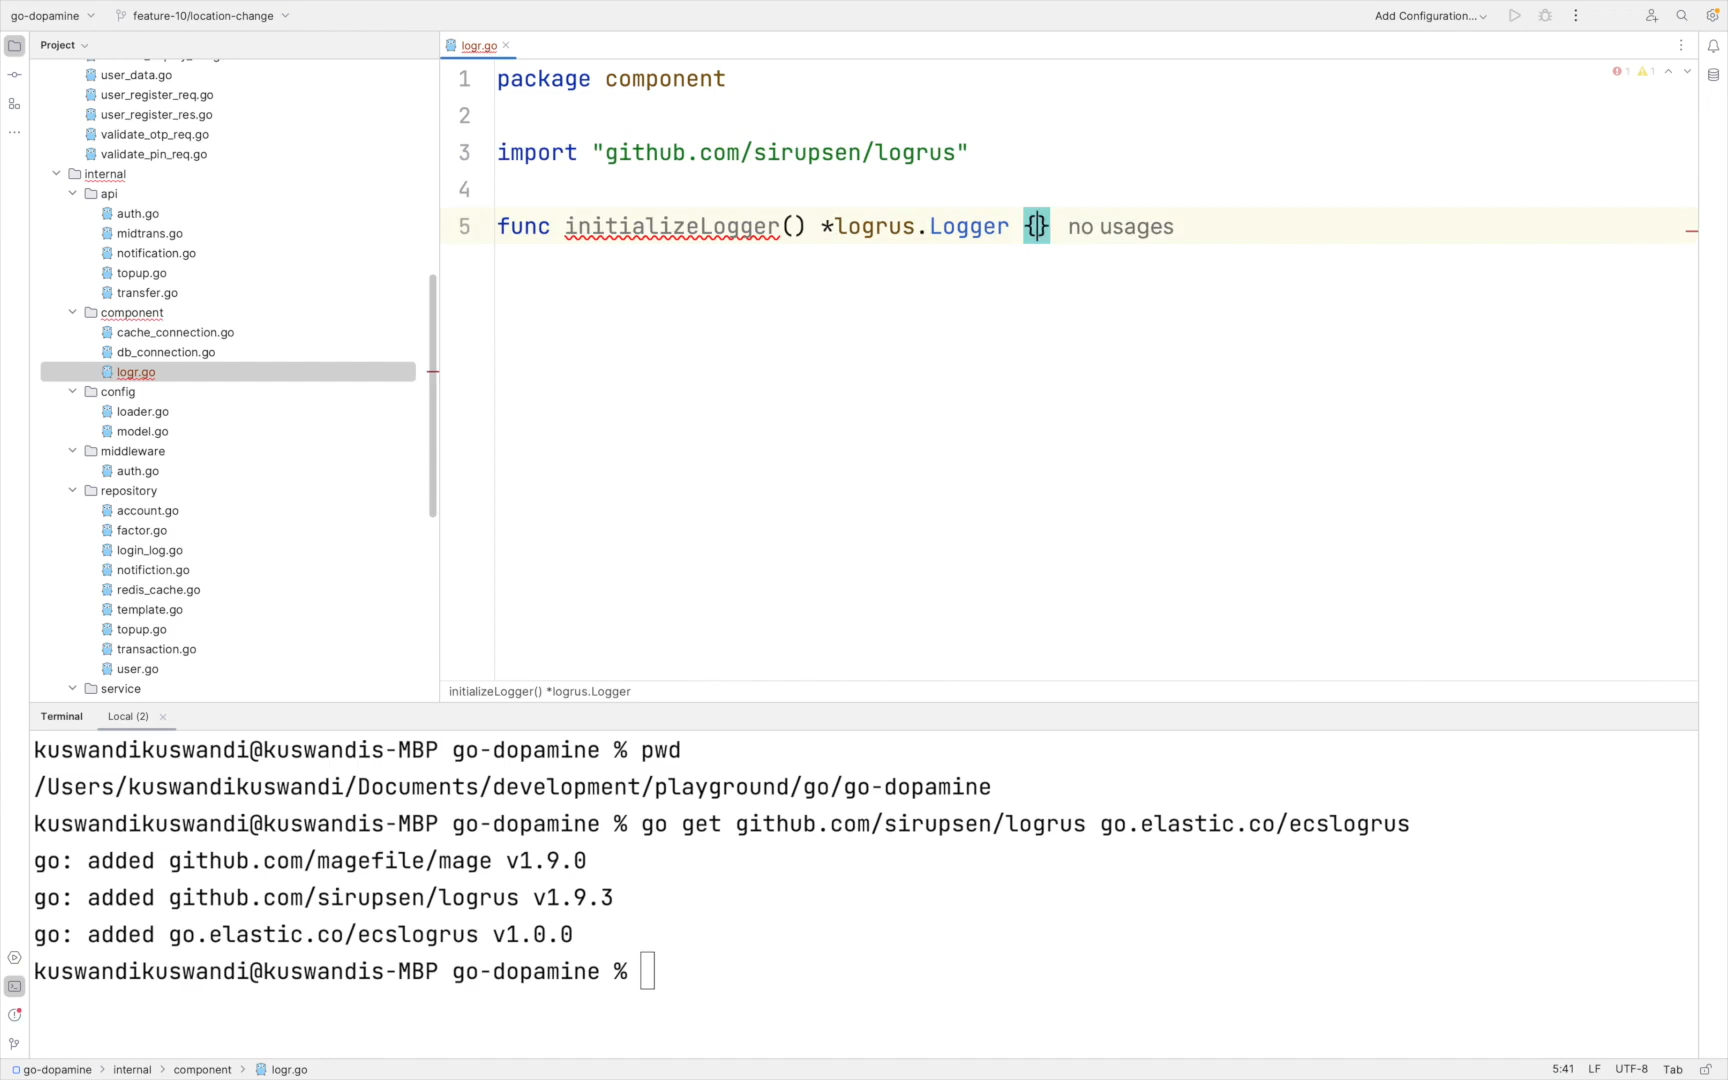 go-dopamine
feature-10/location-change
Add Configuration...
Project
logr.go
user_data.go
user_register_req.go
user_register_res.go
validate_otp_req.go
validate_pin_req.go
internal
api
auth.go
midtrans.go
notification.go
topup.go
transfer.go
component
cache_connection.go
db_connection.go
logr.go
config
loader.go
model.go
middleware
auth.go
repository
account.go
factor.go
login_log.go
notifiction.go
redis_cache.go
template.go
topup.go
transaction.go
user.go
service
1 1
1 package component
2
3 import "github.com/sirupsen/logrus"
4
5 func initializeLogger() *logrus.Logger {} no usages
initializeLogger() *logrus.Logger
Terminal Local (2)
kuswandikuswandi@kuswandis-MBP go-dopamine % pwd
/Users/kuswandikuswandi/Documents/development/playground/go/go-dopamine
kuswandikuswandi@kuswandis-MBP go-dopamine % go get github.com/sirupsen/logrus go.elastic.co/ecslogrus
go: added github.com/magefile/mage v1.9.0
go: added github.com/sirupsen/logrus v1.9.3
go: added go.elastic.co/ecslogrus v1.0.0
kuswandikuswandi@kuswandis-MBP go-dopamine %
go-dopamine > internal > component > logr.go
5:41 LF UTF-8 Tab